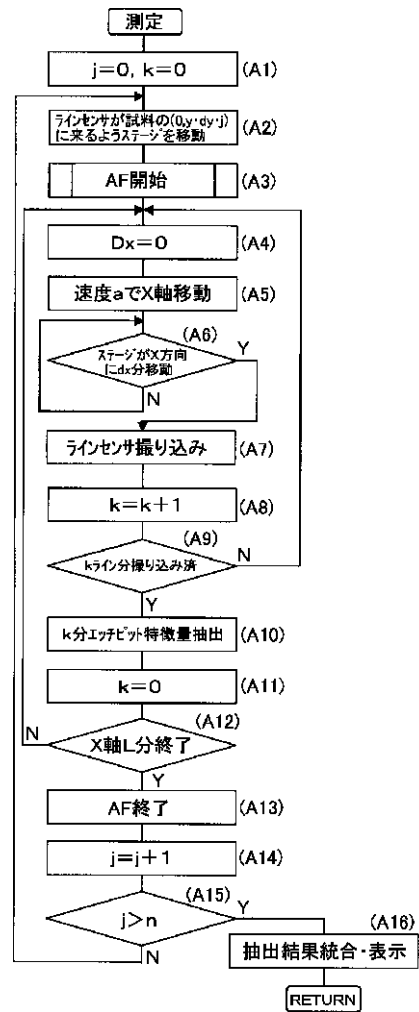 測定
j=0, k=0
(A1)
ラインセンサが試料の(0,y・dy・j)
に来るようステージを移動
(A2)
AF開始
(A3)
Dx=0
(A4)
速度aでX軸移動
(A5)
(A6)
ステージがX方向
にdx分移動
Y
N
ラインセンサ撮り込み
(A7)
k=k+1
(A8)
(A9)
kライン分撮り込み済
N
Y
k分エッチピット特徴量抽出
(A10)
k=0
(A11)
(A12)
N
X軸L分終了
Y
AF終了
(A13)
j=j+1
(A14)
(A15)
j>n
Y
N
(A16)
抽出結果統合・表示
RETURN